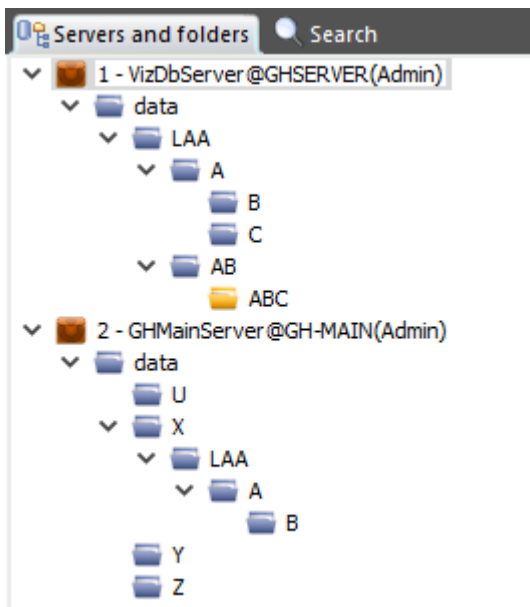 Servers and folders Search
1 - VizDbServer@GHSERVER(Admin)
data
LAA
A
B
C
AB
ABC
2 - GHMainServer@GH-MAIN(Admin)
data
U
X
LAA
A
B
Y
Z